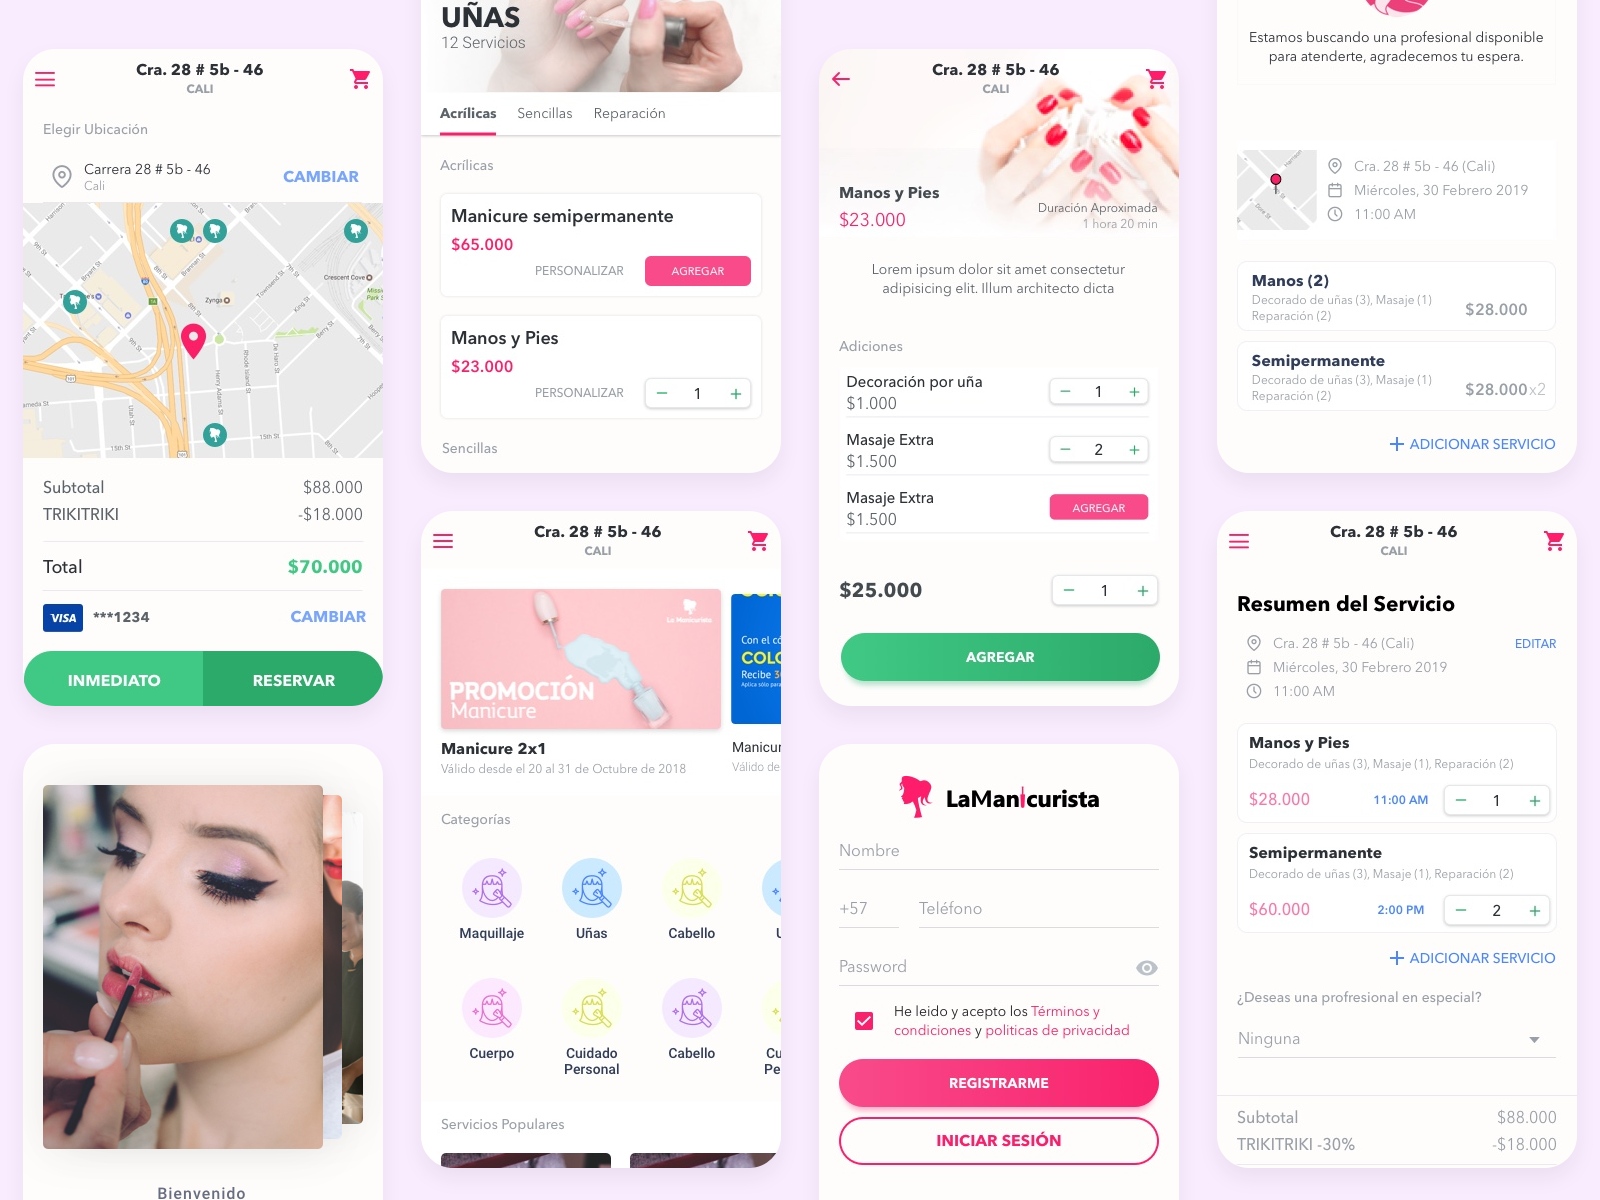 Cra. 28 # 5b - 46
CALI
Elegir Ubicación
Carrera 28 # 5b - 46
Cali
CAMBIAR
Zynga
Crescent Cove
Subtotal
$88.000
TRIKITRIKI
-$18.000
Total
$70.000
VISA
***1234
CAMBIAR
INMEDIATO
RESERVAR
Bienvenido
UÑAS
12 Servicios
Acrílicas
Sencillas
Reparación
Acrílicas
Manicure semipermanente
$65.000
PERSONALIZAR
AGREGAR
Manos y Pies
$23.000
PERSONALIZAR
1
Sencillas
Cra. 28 # 5b - 46
CALI
La Manicurista
PROMOCIÓN
Manicure
Con el có
COLO
Recibe 3
Aplica sólo para
Manicure 2x1
Válido desde el 20 al 31 de Octubre de 2018
Manicur
Válido de
Categorías
Maquillaje
Uñas
Cabello
Cuerpo
Cuidado
Personal
Cabello
Cu
Pe
Servicios Populares
Cra. 28 # 5b - 46
CALI
Manos y Pies
$23.000
Duración Aproximada
1 hora 20 min
Lorem ipsum dolor sit amet consectetur
adipisicing elit. Illum architecto dicta
Adiciones
Decoración por uña
$1.000
1
Masaje Extra
$1.500
2
Masaje Extra
$1.500
AGREGAR
$25.000
1
AGREGAR
LaManicurista
Nombre
+57
Teléfono
Password
He leido y acepto los Términos y
condiciones y politicas de privacidad
REGISTRARME
INICIAR SESIÓN
Estamos buscando una profesional disponible
para atenderte, agradecemos tu espera.
Cra. 28 # 5b - 46 (Cali)
Miércoles, 30 Febrero 2019
11:00 AM
Manos (2)
Decorado de uñas (3), Masaje (1)
Reparación (2)
$28.000
Semipermanente
Decorado de uñas (3), Masaje (1)
Reparación (2)
$28.000x2
+ ADICIONAR SERVICIO
Cra. 28 # 5b - 46
CALI
Resumen del Servicio
Cra. 28 # 5b - 46 (Cali)
EDITAR
Miércoles, 30 Febrero 2019
11:00 AM
Manos y Pies
Decorado de uñas (3), Masaje (1), Reparación (2)
$28.000
11:00 AM
1
Semipermanente
Decorado de uñas (3), Masaje (1), Reparación (2)
$60.000
2:00 PM
2
+ ADICIONAR SERVICIO
¿Deseas una profresional en especial?
Ninguna
Subtotal
$88.000
TRIKITRIKI -30%
-$18.000